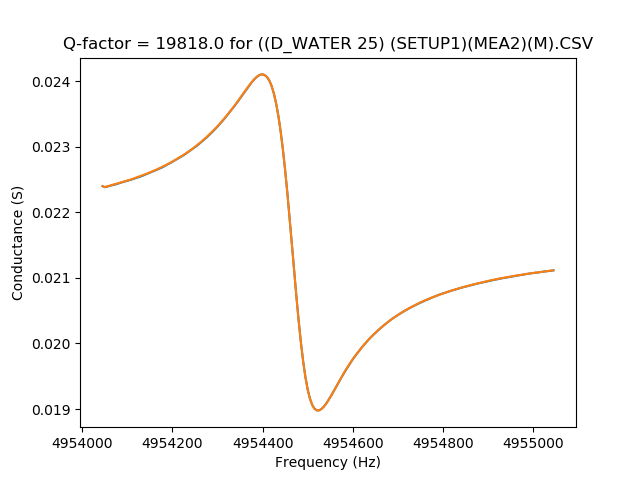 Q-factor = 19818.0 for ((D_WATER 25) (SETUP1)(MEA2)(M).CSV
0.024
0.023
0.022
0.021
0.020
0.019
Conductance (S)
4954000 4954200 4954400 4954600 4954800 4955000
Frequency (Hz)